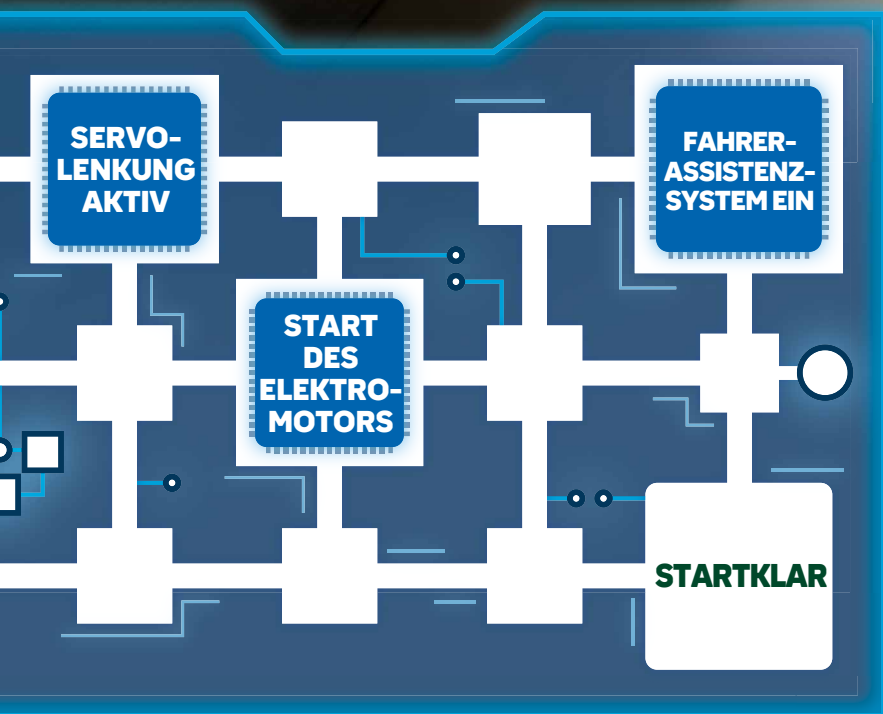 SERVO-
LENKUNG
AKTIV
FAHRER-
ASSISTENZ-
SYSTEM EIN
START
DES
ELEKTRO-
MOTORS
STARTKLAR